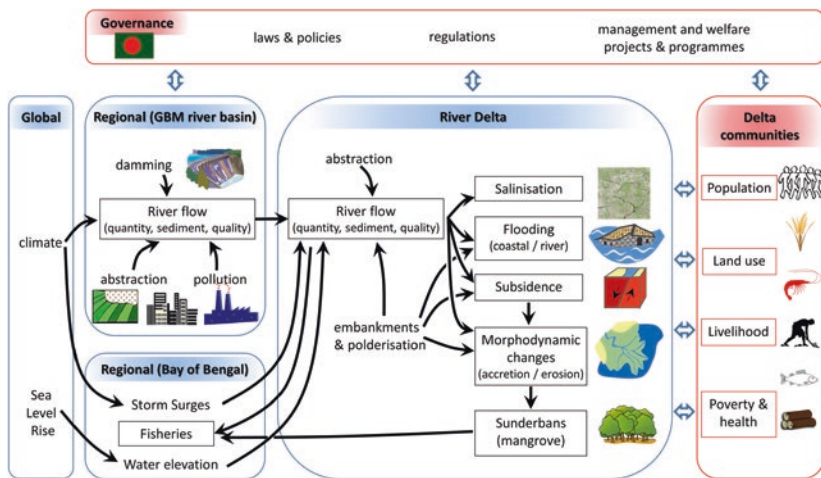 Governance
laws & policies
regulations
management and welfare
projects & programmes
Global
climate
Sea
Level
Rise
Regional (GBM river basin)
damming
River flow
(quantity, sediment, quality)
abstraction
pollution
Regional (Bay of Bengal)
Storm Surges
Fisheries
Water elevation
River Delta
abstraction
River flow
(quantity, sediment, quality)
embankments
& polderisation
Salinisation
Flooding
(coastal / river)
Subsidence
Morphodynamic
changes
(accretion / erosion)
Sunderbans
(mangrove)
Delta
communities
Population
Land use
Livelihood
Poverty &
health